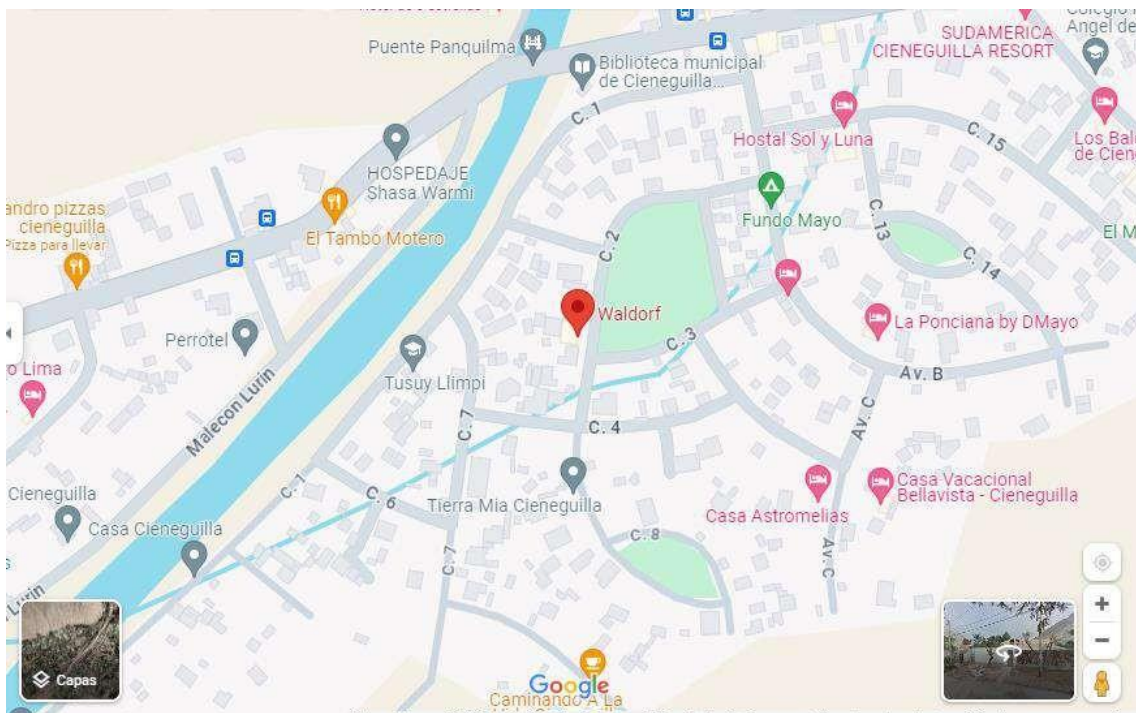 Puente Panquilma
Biblioteca municipal
de Cieneguilla...
SUDAMERICA
CIENEGUILLA RESORT
Angel de
C. 1
Hostal Sol y Luna
C. 15
Los Bal
de Cien
HOSPEDAJE
Shasa Warmi
andro pizzas
cieneguilla
Pizza para llevar
El Tambo Motero
C. 2
Fundo Mayo
C. 13
El M
C. 14
Waldorf
La Ponciana by DMayo
Perrotel
C. 3
o Lima
Tusuy Llimpi
Av. B
Malecon Lurin
C. 7
C. 4
Av. C
Cieneguilla
C. 1
C. 6
Tierra Mia Cieneguilla
Casa Vacacional
Bellavista - Cieneguilla
Casa Astromelias
Casa Cieneguilla
C. 8
C. 7
Av. C
Lurin
Capas
Google
Caminando A La